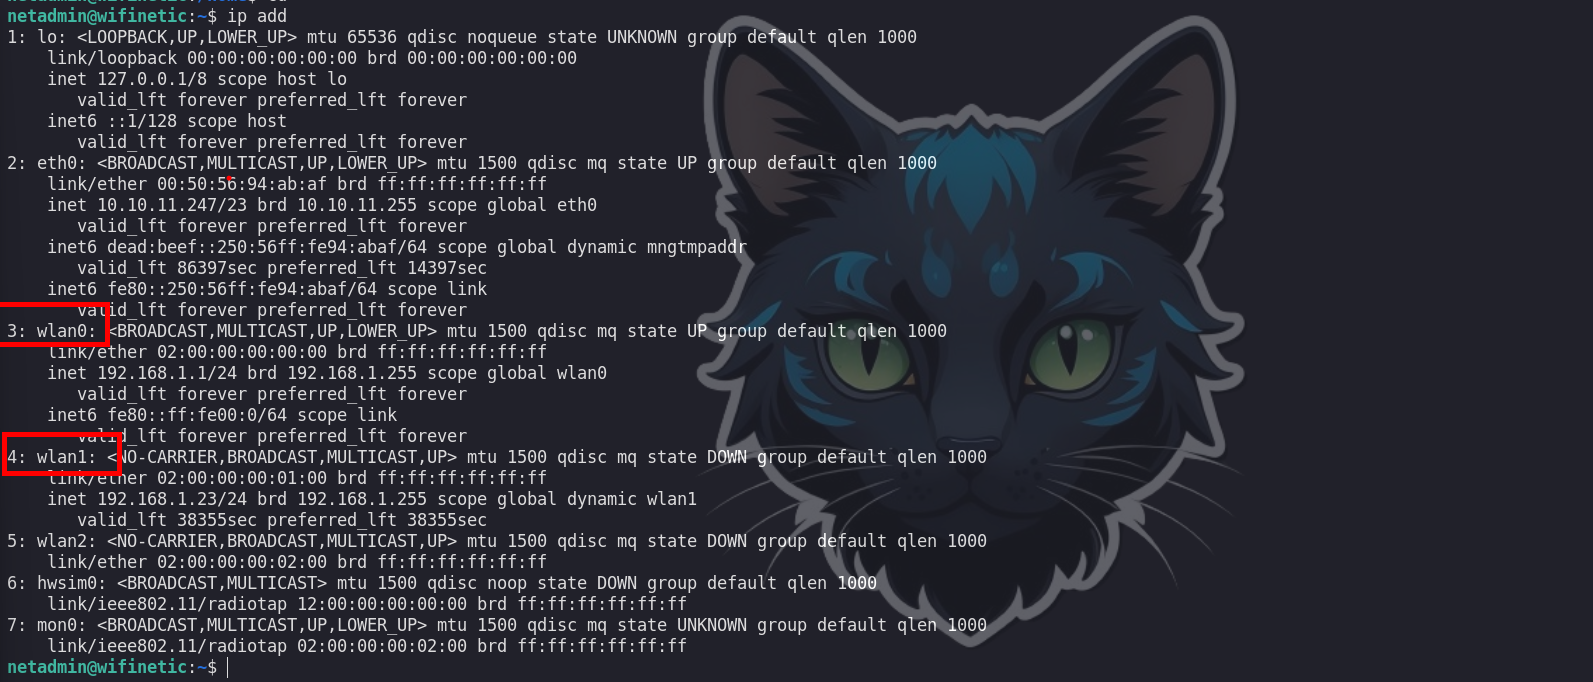 netadmin@wifinetic:~$ ip add
1: lo: <LOOPBACK,UP,LOWER_UP> mtu 65536 qdisc noqueue state UNKNOWN group default qlen 1000
    link/loopback 00:00:00:00:00:00 brd 00:00:00:00:00:00
    inet 127.0.0.1/8 scope host lo
       valid_lft forever preferred_lft forever
    inet6 ::1/128 scope host
       valid_lft forever preferred_lft forever
2: eth0: <BROADCAST,MULTICAST,UP,LOWER_UP> mtu 1500 qdisc mq state UP group default qlen 1000
    link/ether 00:50:56:94:ab:af brd ff:ff:ff:ff:ff:ff
    inet 10.10.11.247/23 brd 10.10.11.255 scope global eth0
       valid_lft forever preferred_lft forever
    inet6 dead:beef::250:56ff:fe94:abaf/64 scope global dynamic mngtmpaddr
       valid_lft 86397sec preferred_lft 14397sec
    inet6 fe80::250:56ff:fe94:abaf/64 scope link
       valid_lft forever preferred_lft forever
3: wlan0: <BROADCAST,MULTICAST,UP,LOWER_UP> mtu 1500 qdisc mq state UP group default qlen 1000
    link/ether 02:00:00:00:00:00 brd ff:ff:ff:ff:ff:ff
    inet 192.168.1.1/24 brd 192.168.1.255 scope global wlan0
       valid_lft forever preferred_lft forever
    inet6 fe80::ff:fe00:0/64 scope link
       valid_lft forever preferred_lft forever
4: wlan1: <NO-CARRIER,BROADCAST,MULTICAST,UP> mtu 1500 qdisc mq state DOWN group default qlen 1000
    link/ether 02:00:00:00:01:00 brd ff:ff:ff:ff:ff:ff
    inet 192.168.1.23/24 brd 192.168.1.255 scope global dynamic wlan1
       valid_lft 38355sec preferred_lft 38355sec
5: wlan2: <NO-CARRIER,BROADCAST,MULTICAST,UP> mtu 1500 qdisc mq state DOWN group default qlen 1000
    link/ether 02:00:00:00:02:00 brd ff:ff:ff:ff:ff:ff
6: hwsim0: <BROADCAST,MULTICAST> mtu 1500 qdisc noop state DOWN group default qlen 1000
    link/ieee802.11/radiotap 12:00:00:00:00:00 brd ff:ff:ff:ff:ff:ff
7: mon0: <BROADCAST,MULTICAST,UP,LOWER_UP> mtu 1500 qdisc mq state UNKNOWN group default qlen 1000
    link/ieee802.11/radiotap 02:00:00:00:02:00 brd ff:ff:ff:ff:ff:ff
netadmin@wifinetic:~$